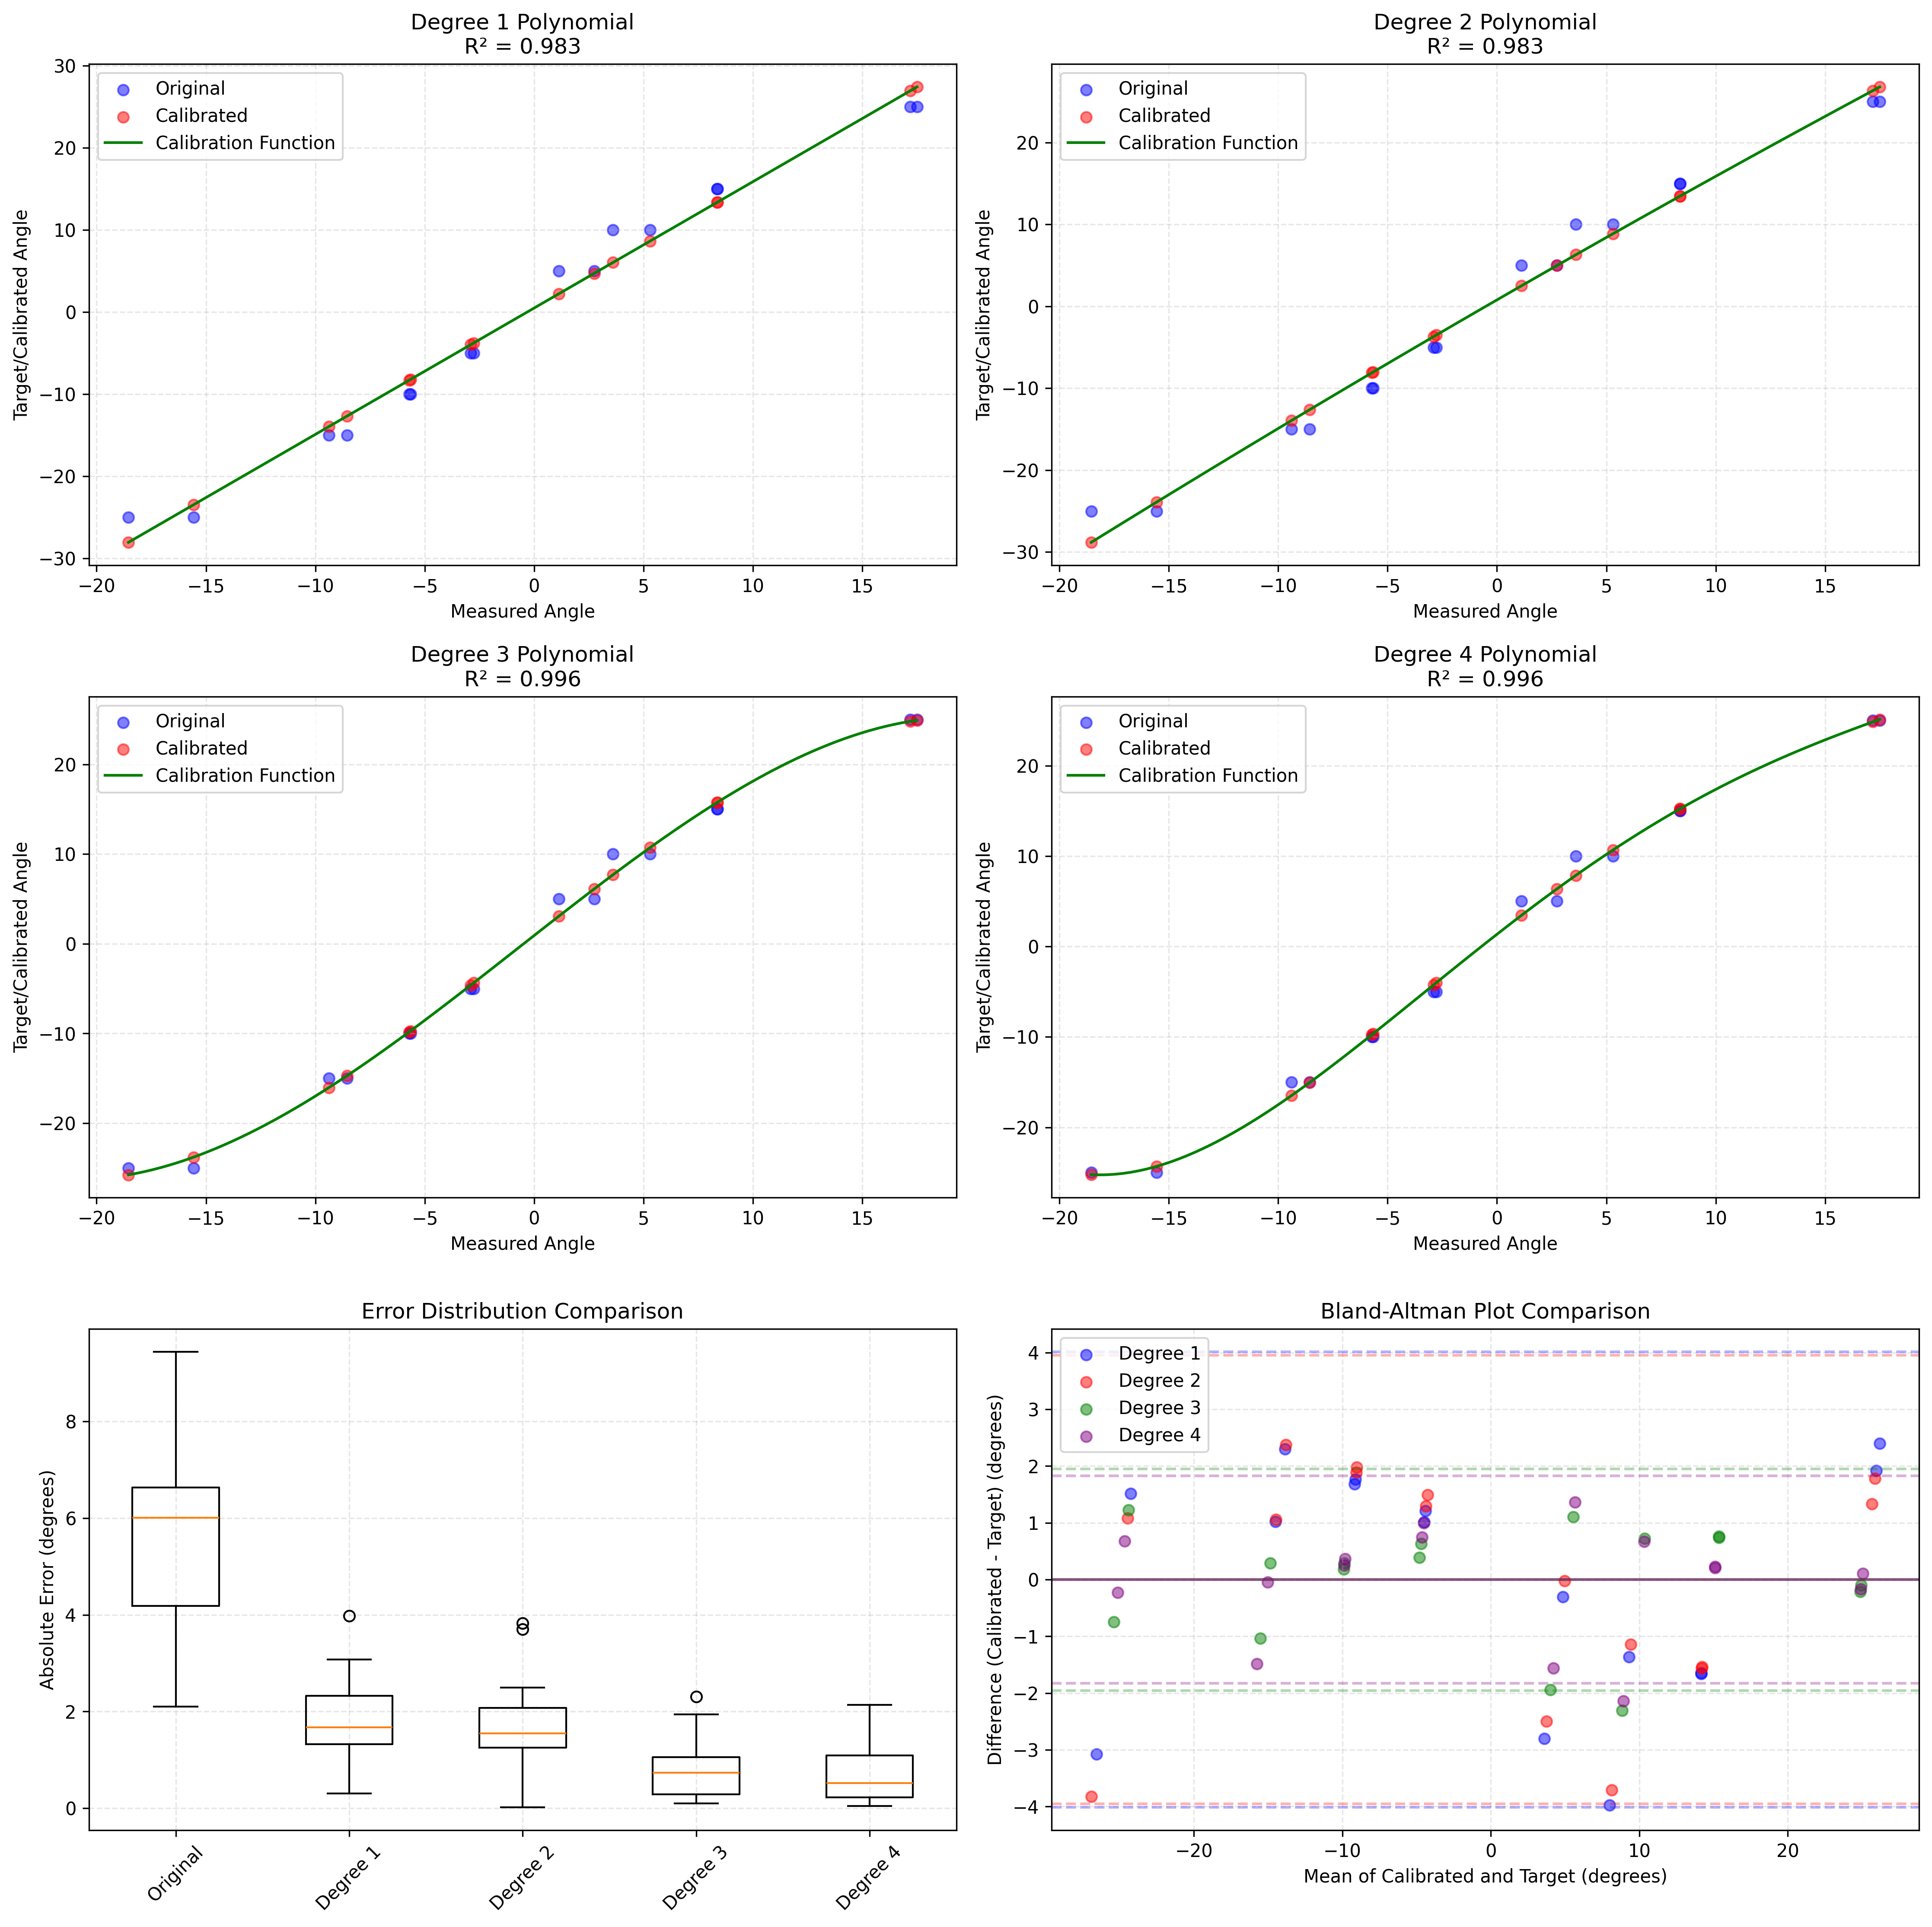 Degree 1 Polynomial
R² = 0.983
Original
Calibrated
Calibration Function
Target/Calibrated Angle
30
20
10
0
−10
−20
−30
−20 −15 −10 −5 0 5 10 15
Measured Angle
Degree 2 Polynomial
R² = 0.983
Original
Calibrated
Calibration Function
Target/Calibrated Angle
20
10
0
−10
−20
−30
−20 −15 −10 −5 0 5 10 15
Measured Angle
Degree 3 Polynomial
R² = 0.996
Original
Calibrated
Calibration Function
Target/Calibrated Angle
20
10
0
−10
−20
−20 −15 −10 −5 0 5 10 15
Measured Angle
Degree 4 Polynomial
R² = 0.996
Original
Calibrated
Calibration Function
Target/Calibrated Angle
20
10
0
−10
−20
−20 −15 −10 −5 0 5 10 15
Measured Angle
Error Distribution Comparison
Absolute Error (degrees)
8
6
4
2
0
Original Degree 1 Degree 2 Degree 3 Degree 4
Bland-Altman Plot Comparison
Degree 1
Degree 2
Degree 3
Degree 4
Difference (Calibrated - Target) (degrees)
4
3
2
1
0
−1
−2
−3
−4
−20 −10 0 10 20
Mean of Calibrated and Target (degrees)